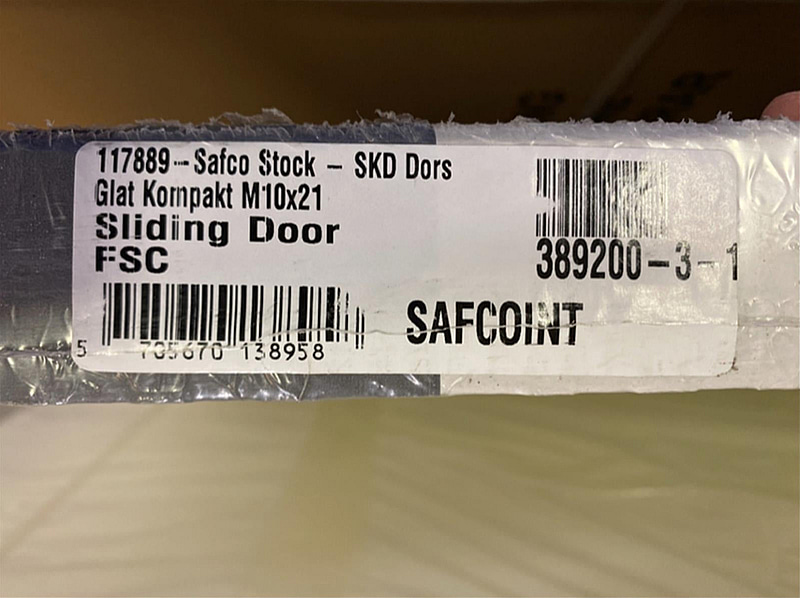 117889 - Safco Stock - SKD Dors
Glat Kompakt M10x21
Sliding Door
FSC
389200-3-1
SAFCOINT
5 705670 138958